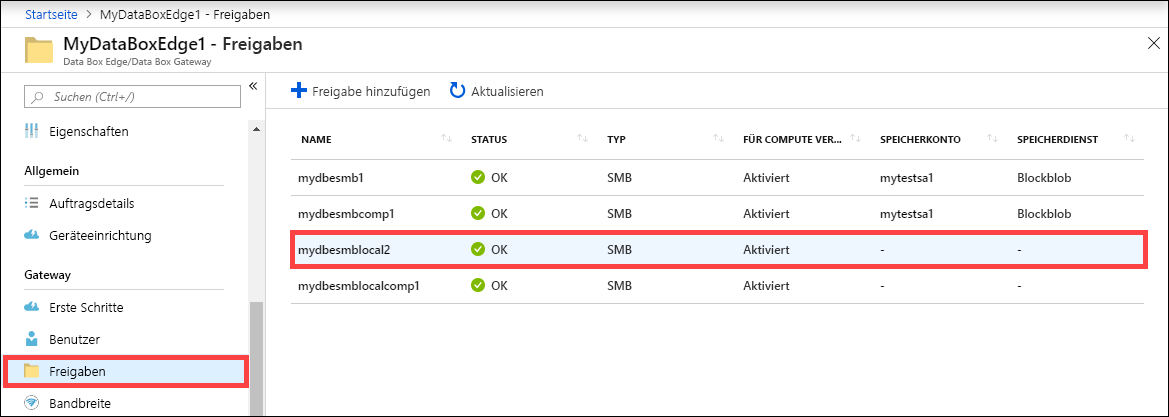 Startseite > MyDataBoxEdge1 - Freigaben
MyDataBoxEdge1 - Freigaben
Data Box Edge/Data Box Gateway
Suchen (Ctrl+/)
Eigenschaften
Allgemein
Auftragsdetails
Geräteeinrichtung
Gateway
Erste Schritte
Benutzer
Freigaben
Bandbreite
Freigabe hinzufügen Aktualisieren
NAME STATUS TYP FÜR COMPUTE VER... SPEICHERKONTO SPEICHERDIENST
mydbesmb1 OK SMB Aktiviert mytestsa1 Blockblob
mydbesmbcomp1 OK SMB Aktiviert mytestsa1 Blockblob
mydbesmblocal2 OK SMB Aktiviert - -
mydbesmblocalcomp1 OK SMB Aktiviert - -